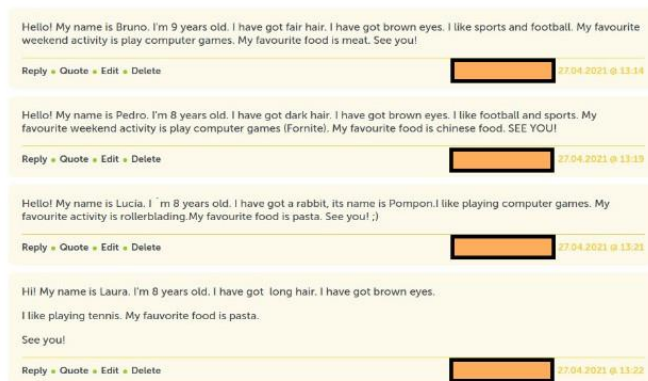 Hello! My name is Bruno. I'm 9 years old. I have got fair hair. I have got brown eyes. I like sports and football. My favourite
weekend activity is play computer games. My favourite food is meat. See you!
Reply • Quote • Edit • Delete 27.04.2021 @ 13:14
Hello! My name is Pedro. I'm 8 years old. I have got dark hair. I have got brown eyes. I like football and sports. My
favourite weekend activity is play computer games (Fornite). My favourite food is chinese food. SEE YOU!
Reply • Quote • Edit • Delete 27.04.2021 @ 13:19
Hello! My name is Lucia. I ´m 8 years old. I have got a rabbit, its name is Pompon.I like playing computer games. My
favourite activity is rollerblading.My favourite food is pasta. See you! ;)
Reply • Quote • Edit • Delete 27.04.2021 @ 13:21
Hi! My name is Laura. I'm 8 years old. I have got long hair. I have got brown eyes.
I like playing tennis. My fauvorite food is pasta.
See you!
Reply • Quote • Edit • Delete 27.04.2021 @ 13:22